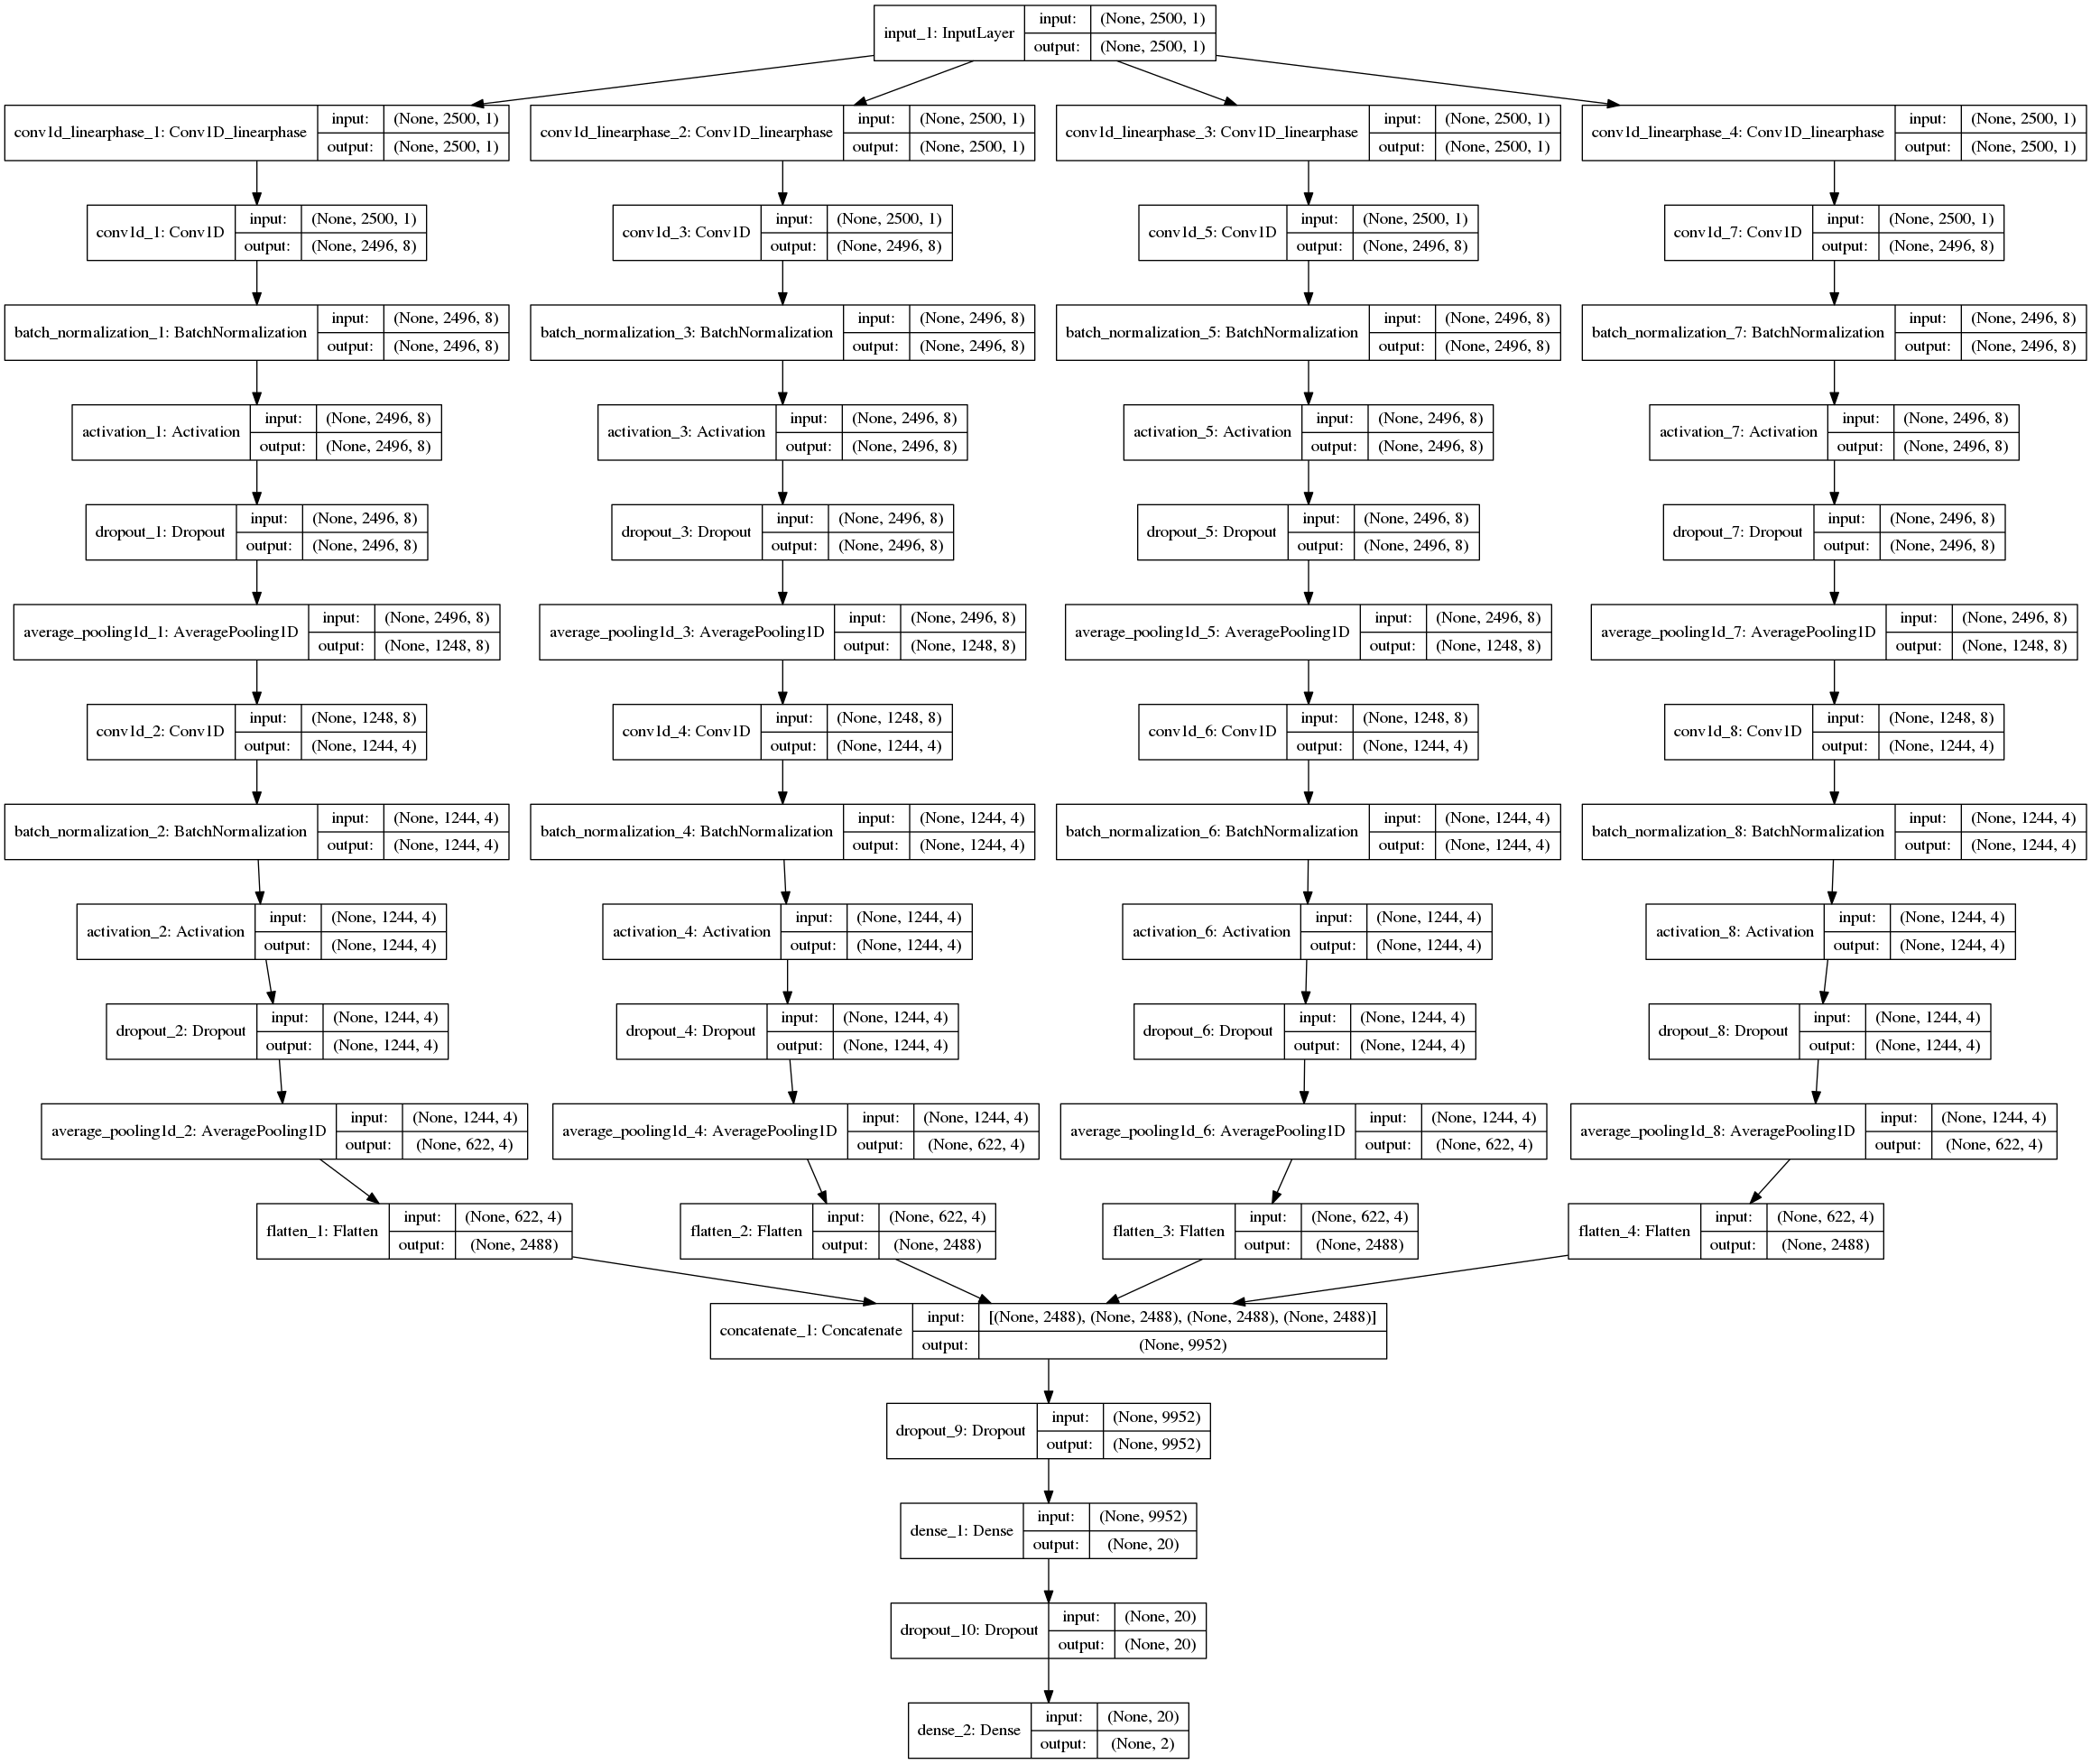 input_1: InputLayer input: (None, 2500, 1)
output: (None, 2500, 1)
conv1d_linearphase_1: Conv1D_linearphase input: (None, 2500, 1)
output: (None, 2500, 1)
conv1d_linearphase_2: Conv1D_linearphase input: (None, 2500, 1)
output: (None, 2500, 1)
conv1d_linearphase_3: Conv1D_linearphase input: (None, 2500, 1)
output: (None, 2500, 1)
conv1d_linearphase_4: Conv1D_linearphase input: (None, 2500, 1)
output: (None, 2500, 1)
conv1d_1: Conv1D input: (None, 2500, 1)
output: (None, 2496, 8)
conv1d_3: Conv1D input: (None, 2500, 1)
output: (None, 2496, 8)
conv1d_5: Conv1D input: (None, 2500, 1)
output: (None, 2496, 8)
conv1d_7: Conv1D input: (None, 2500, 1)
output: (None, 2496, 8)
batch_normalization_1: BatchNormalization input: (None, 2496, 8)
output: (None, 2496, 8)
batch_normalization_3: BatchNormalization input: (None, 2496, 8)
output: (None, 2496, 8)
batch_normalization_5: BatchNormalization input: (None, 2496, 8)
output: (None, 2496, 8)
batch_normalization_7: BatchNormalization input: (None, 2496, 8)
output: (None, 2496, 8)
activation_1: Activation input: (None, 2496, 8)
output: (None, 2496, 8)
activation_3: Activation input: (None, 2496, 8)
output: (None, 2496, 8)
activation_5: Activation input: (None, 2496, 8)
output: (None, 2496, 8)
activation_7: Activation input: (None, 2496, 8)
output: (None, 2496, 8)
dropout_1: Dropout input: (None, 2496, 8)
output: (None, 2496, 8)
dropout_3: Dropout input: (None, 2496, 8)
output: (None, 2496, 8)
dropout_5: Dropout input: (None, 2496, 8)
output: (None, 2496, 8)
dropout_7: Dropout input: (None, 2496, 8)
output: (None, 2496, 8)
average_pooling1d_1: AveragePooling1D input: (None, 2496, 8)
output: (None, 1248, 8)
average_pooling1d_3: AveragePooling1D input: (None, 2496, 8)
output: (None, 1248, 8)
average_pooling1d_5: AveragePooling1D input: (None, 2496, 8)
output: (None, 1248, 8)
average_pooling1d_7: AveragePooling1D input: (None, 2496, 8)
output: (None, 1248, 8)
conv1d_2: Conv1D input: (None, 1248, 8)
output: (None, 1244, 4)
conv1d_4: Conv1D input: (None, 1248, 8)
output: (None, 1244, 4)
conv1d_6: Conv1D input: (None, 1248, 8)
output: (None, 1244, 4)
conv1d_8: Conv1D input: (None, 1248, 8)
output: (None, 1244, 4)
batch_normalization_2: BatchNormalization input: (None, 1244, 4)
output: (None, 1244, 4)
batch_normalization_4: BatchNormalization input: (None, 1244, 4)
output: (None, 1244, 4)
batch_normalization_6: BatchNormalization input: (None, 1244, 4)
output: (None, 1244, 4)
batch_normalization_8: BatchNormalization input: (None, 1244, 4)
output: (None, 1244, 4)
activation_2: Activation input: (None, 1244, 4)
output: (None, 1244, 4)
activation_4: Activation input: (None, 1244, 4)
output: (None, 1244, 4)
activation_6: Activation input: (None, 1244, 4)
output: (None, 1244, 4)
activation_8: Activation input: (None, 1244, 4)
output: (None, 1244, 4)
dropout_2: Dropout input: (None, 1244, 4)
output: (None, 1244, 4)
dropout_4: Dropout input: (None, 1244, 4)
output: (None, 1244, 4)
dropout_6: Dropout input: (None, 1244, 4)
output: (None, 1244, 4)
dropout_8: Dropout input: (None, 1244, 4)
output: (None, 1244, 4)
average_pooling1d_2: AveragePooling1D input: (None, 1244, 4)
output: (None, 622, 4)
average_pooling1d_4: AveragePooling1D input: (None, 1244, 4)
output: (None, 622, 4)
average_pooling1d_6: AveragePooling1D input: (None, 1244, 4)
output: (None, 622, 4)
average_pooling1d_8: AveragePooling1D input: (None, 1244, 4)
output: (None, 622, 4)
flatten_1: Flatten input: (None, 622, 4)
output: (None, 2488)
flatten_2: Flatten input: (None, 622, 4)
output: (None, 2488)
flatten_3: Flatten input: (None, 622, 4)
output: (None, 2488)
flatten_4: Flatten input: (None, 622, 4)
output: (None, 2488)
concatenate_1: Concatenate input: [(None, 2488), (None, 2488), (None, 2488), (None, 2488)]
output: (None, 9952)
dropout_9: Dropout input: (None, 9952)
output: (None, 9952)
dense_1: Dense input: (None, 9952)
output: (None, 20)
dropout_10: Dropout input: (None, 20)
output: (None, 20)
dense_2: Dense input: (None, 20)
output: (None, 2)